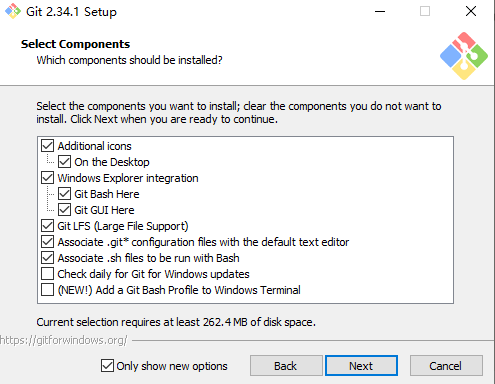 Git 2.34.1 Setup
Select Components
Which components should be installed?
Select the components you want to install; clear the components you do not want to
install. Click Next when you are ready to continue.
Additional icons
On the Desktop
Windows Explorer integration
Git Bash Here
Git GUI Here
Git LFS (Large File Support)
Associate .git* configuration files with the default text editor
Associate .sh files to be run with Bash
Check daily for Git for Windows updates
(NEW!) Add a Git Bash Profile to Windows Terminal
Current selection requires at least 262.4 MB of disk space.
https://gitforwindows.org/
Only show new options
Back
Next
Cancel